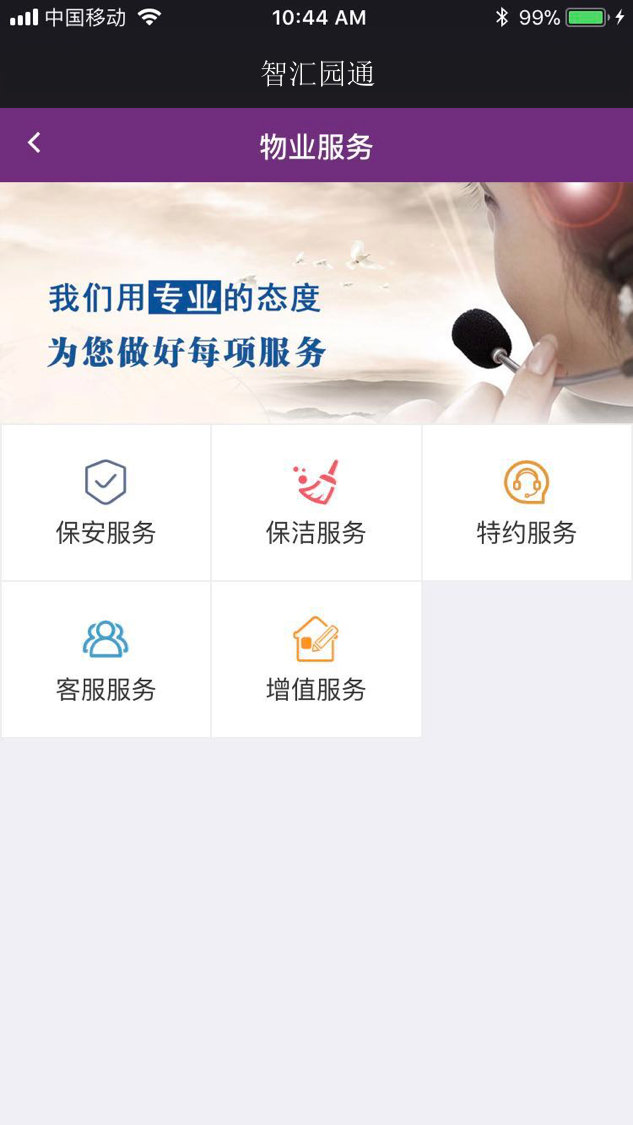 中国移动 10:44 AM 99%
智汇园通
物业服务
我们用专业的态度
为您做好每项服务
保安服务 保洁服务 特约服务
客服服务 增值服务